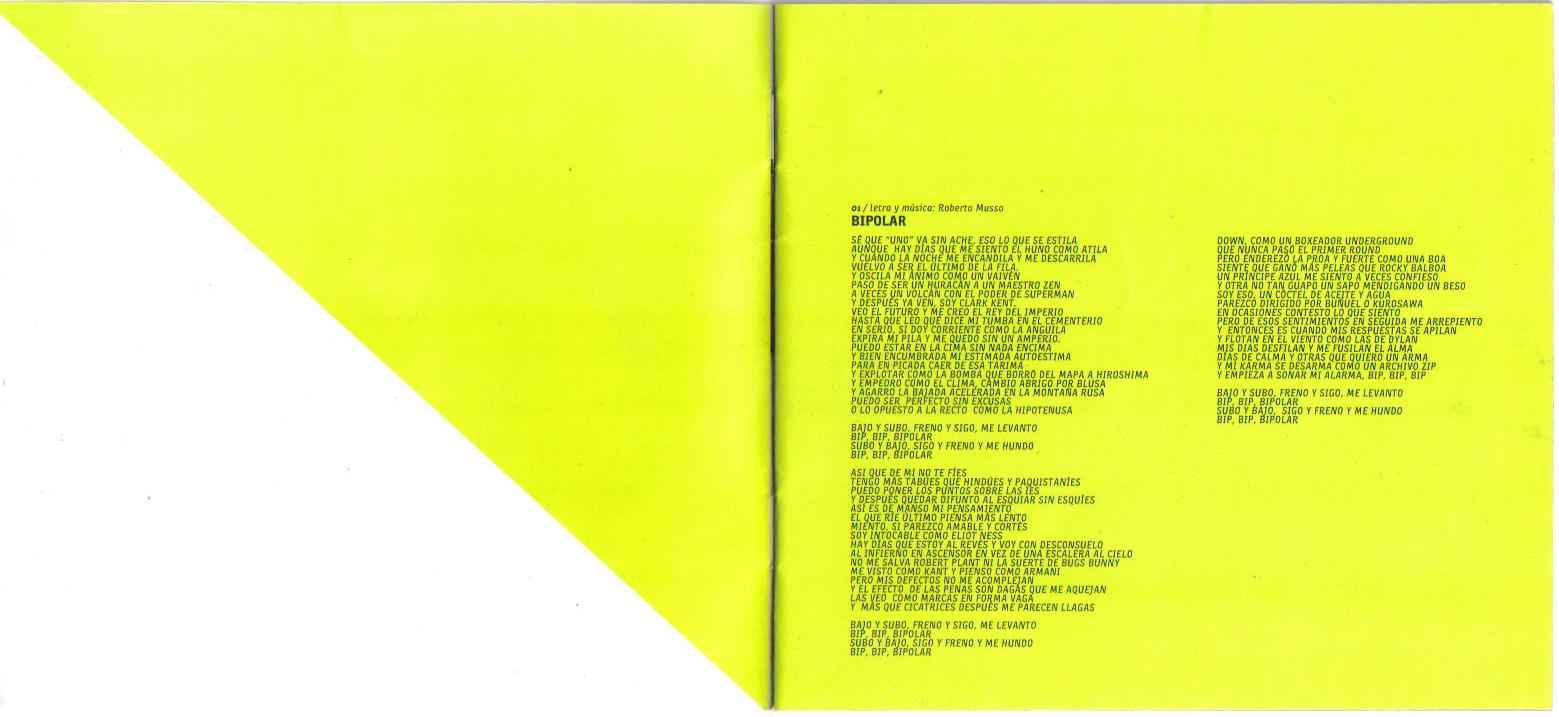 01 / letra y música: Roberto Musso
BIPOLAR
SÉ QUE "UNO" VA SIN ACHE, ESO LO QUE SE ESTILA
AUNQUE HAY DÍAS QUE ME SIENTO EL HUNO COMO ATILA
Y CUÁNDO LA NOCHE ME ENCANDILA Y ME DESCARRILA
VUELVO A SER EL ÚLTIMO DE LA FILA.
Y OSCILA MI ÁNIMO COMO UN VAIVÉN
PASO DE SER UN HURACÁN A UN MAESTRO ZEN
A VECES UN VOLCÁN CON EL PODER DE SUPERMAN
Y DESPUÉS YA VEN, SOY CLARK KENT.
VEO EL FUTURO Y ME CREO EL REY DEL IMPERIO
HASTA QUE LEO QUE DICE MI TUMBA EN EL CEMENTERIO
EN SERIO, SI DOY CORRIENTE COMO LA ANGUILA
EXPIRA MI PILA Y ME QUEDO SIN UN AMPERIO.
PUEDO ESTAR EN LA CIMA SIN NADA ENCIMA
Y BIEN ENCUMBRADA MI ESTIMADA AUTOESTIMA
PARA EN PICADA CAER DE ESA TARIMA
Y EXPLOTAR COMO LA BOMBA QUE BORRÓ DEL MAPA A HIROSHIMA
Y EMPEORO COMO EL CLIMA, CAMBIO ABRIGO POR BLUSA
Y AGARRO LA BAJADA ACELERADA EN LA MONTAÑA RUSA
PUEDO SER PERFECTO SIN EXCUSAS
O LO OPUESTO A LA RECTO COMO LA HIPOTENUSA

BAJO Y SUBO, FRENO Y SIGO, ME LEVANTO
BIP, BIP, BIPOLAR
SUBO Y BAJO, SIGO Y FRENO Y ME HUNDO
BIP, BIP, BIPOLAR

ASI QUE DE MI NO TE FÍES
TENGO MÁS TABÚES QUE HINDÚES Y PAQUISTANÍES
PUEDO PONER LOS PUNTOS SOBRE LAS ÍES
Y DESPUÉS QUEDAR DIFUNTO AL ESQUIAR SIN ESQUÍES
ASÍ ES DE MANSO MI PENSAMIENTO
EL QUE RÍE ÚLTIMO PIENSA MÁS LENTO
MIENTO, SI PAREZCO AMABLE Y CORTÉS
SOY INTOCABLE COMO ELIOT NESS
HAY DÍAS QUE ESTOY AL REVÉS Y VOY CON DESCONSUELO
AL INFIERNO EN ASCENSOR EN VEZ DE UNA ESCALERA AL CIELO
NO ME SALVA ROBERT PLANT NI LA SUERTE DE BUGS BUNNY
ME VISTO COMO KANT Y PIENSO COMO ARMANI
PERO MIS DEFECTOS NO ME ACOMPLEJAN
Y EL EFECTO DE LAS PENAS SON DAGAS QUE ME AQUEJAN
LAS VEO COMO MARCAS EN FORMA VAGA
Y MÁS QUE CICATRICES DESPUÉS ME PARECEN LLAGAS

BAJO Y SUBO, FRENO Y SIGO, ME LEVANTO
BIP, BIP, BIPOLAR
SUBO Y BAJO, SIGO Y FRENO Y ME HUNDO
BIP, BIP, BIPOLAR

DOWN, COMO UN BOXEADOR UNDERGROUND
QUE NUNCA PASÓ EL PRIMER ROUND
PERO ENDEREZÓ LA PROA Y FUERTE COMO UNA BOA
SIENTE QUE GANÓ MÁS PELEAS QUE ROCKY BALBOA
UN PRÍNCIPE AZUL ME SIENTO A VECES CONFIESO
Y OTRA NO TAN GUAPO UN SAPO MENDIGANDO UN BESO
SOY ESO, UN CÓCTEL DE ACEITE Y AGUA
PAREZCO DIRIGIDO POR BUÑUEL O KUROSAWA
EN OCASIONES CONTESTO LO QUE SIENTO
PERO DE ESOS SENTIMIENTOS EN SEGUIDA ME ARREPIENTO
Y ENTONCES ES CUANDO MIS RESPUESTAS SE APILAN
Y FLOTAN EN EL VIENTO COMO LAS DE DYLAN
MIS DIAS DESFILAN Y ME FUSILAN EL ALMA
DÍAS DE CALMA Y OTRAS QUE QUIERO UN ARMA
Y MI KARMA SE DESARMA COMO UN ARCHIVO ZIP
Y EMPIEZA A SONAR MI ALARMA, BIP, BIP, BIP

BAJO Y SUBO, FRENO Y SIGO, ME LEVANTO
BIP, BIP, BIPOLAR
SUBO Y BAJO, SIGO Y FRENO Y ME HUNDO
BIP, BIP, BIPOLAR